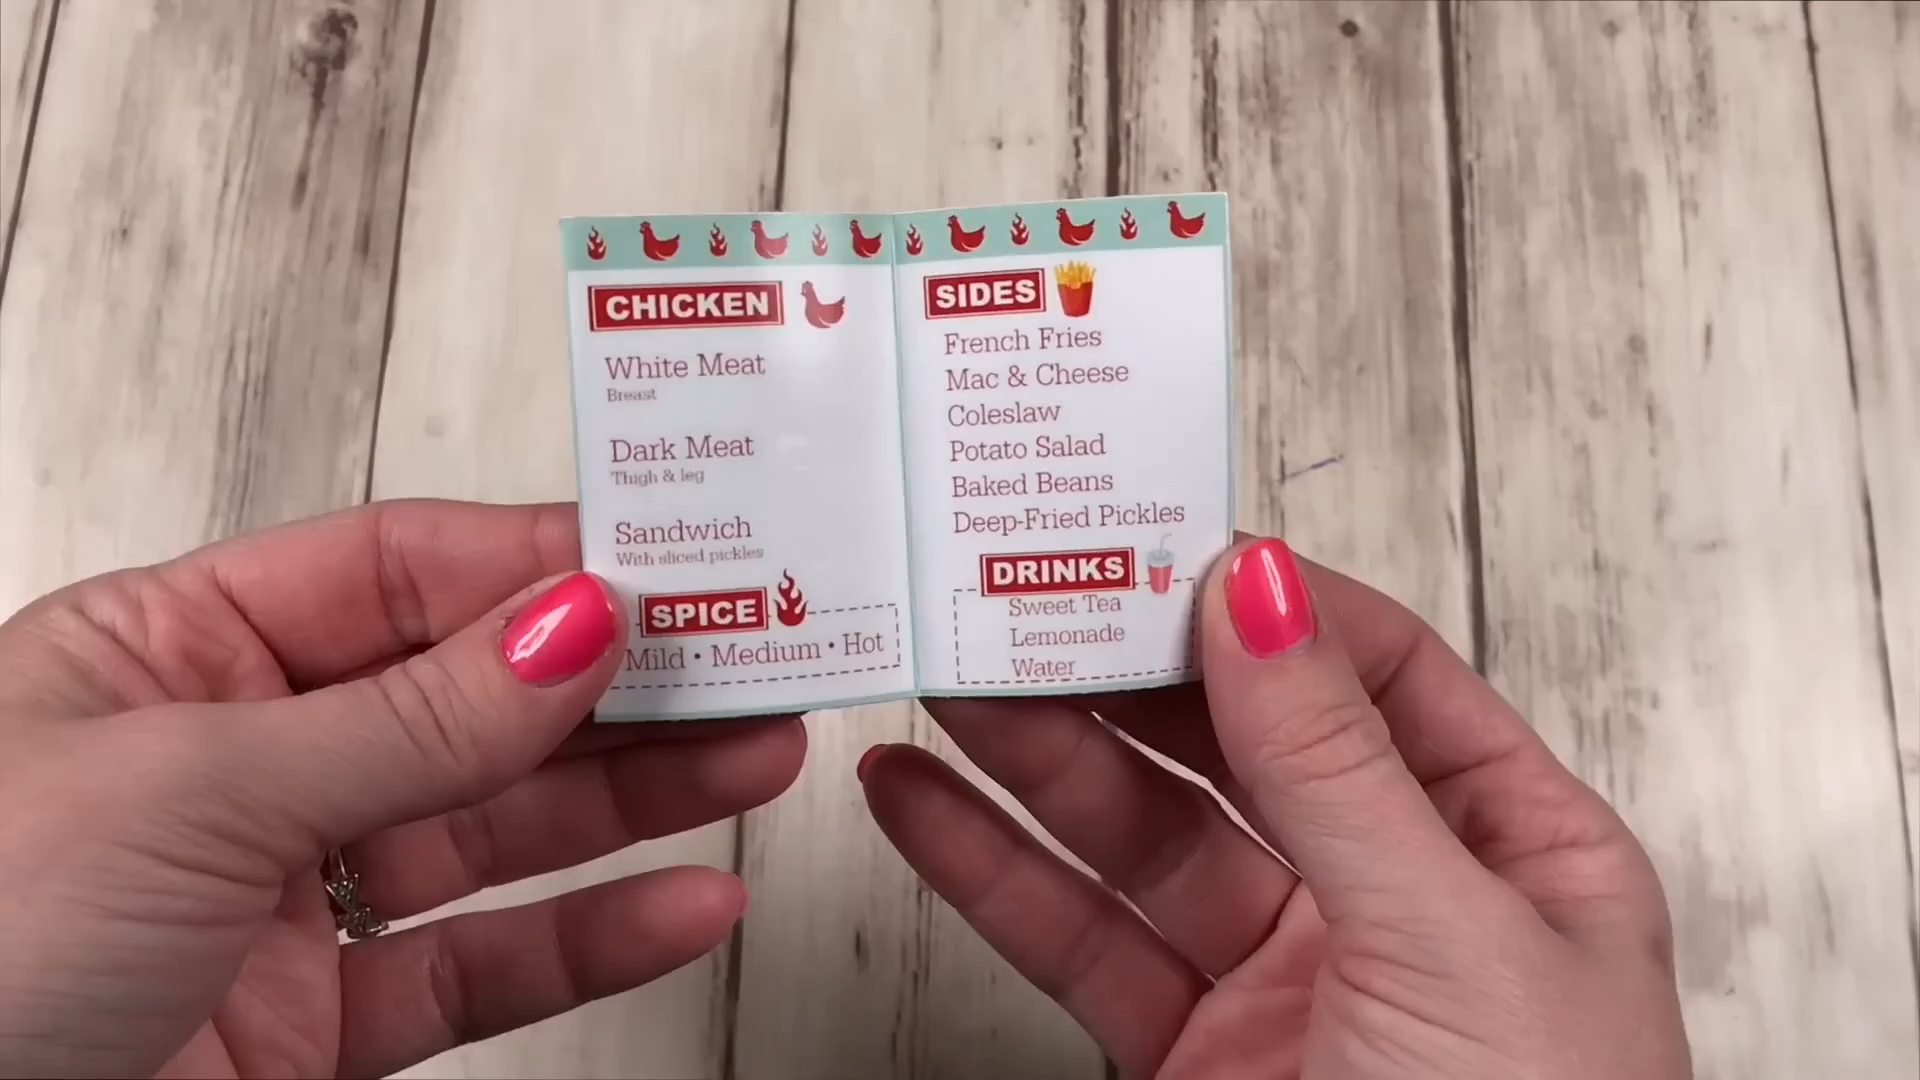 CHICKEN
White Meat
Breast
Dark Meat
Thigh & leg
Sandwich
With sliced pickles
SPICE
Mild • Medium • Hot
SIDES
French Fries
Mac & Cheese
Coleslaw
Potato Salad
Baked Beans
Deep-Fried Pickles
DRINKS
Sweet Tea
Lemonade
Water